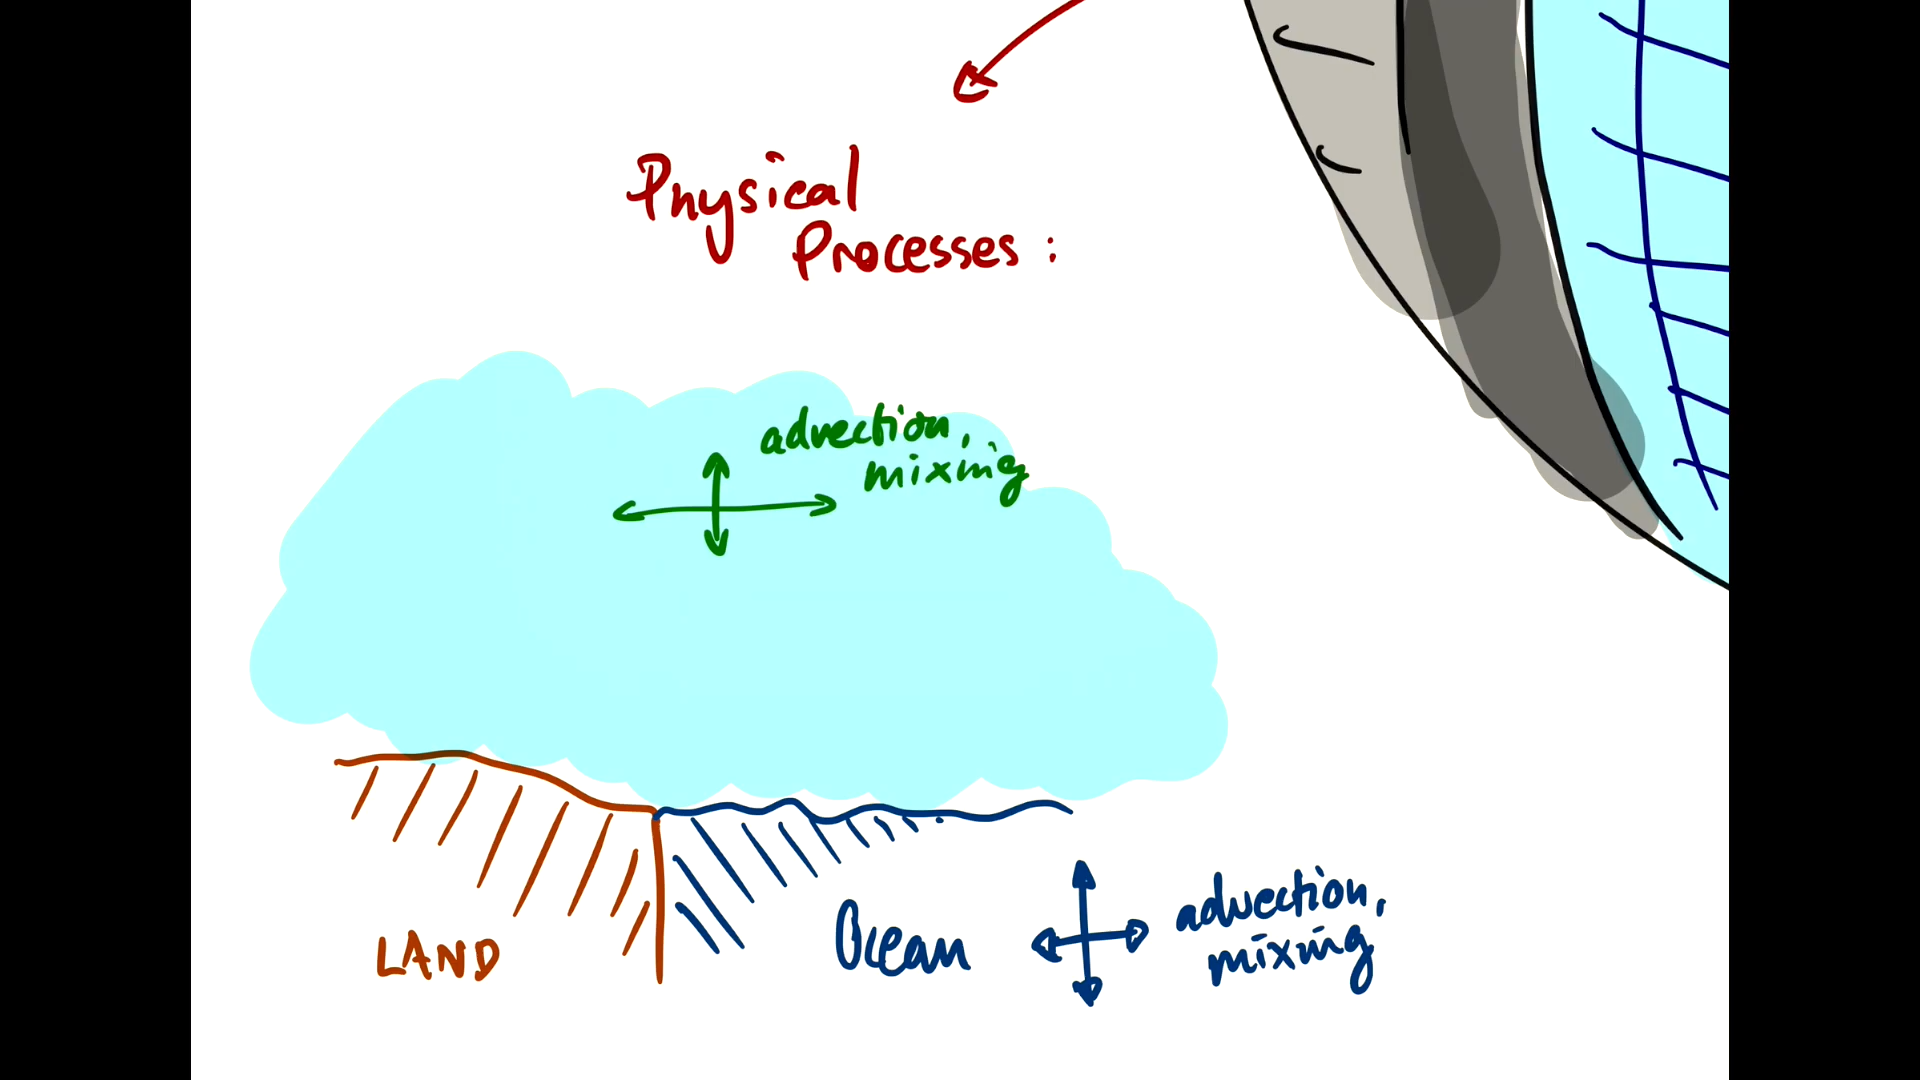 Physical
Processes:
advection,
mixing
LAND
Ocean
advection,
mixing